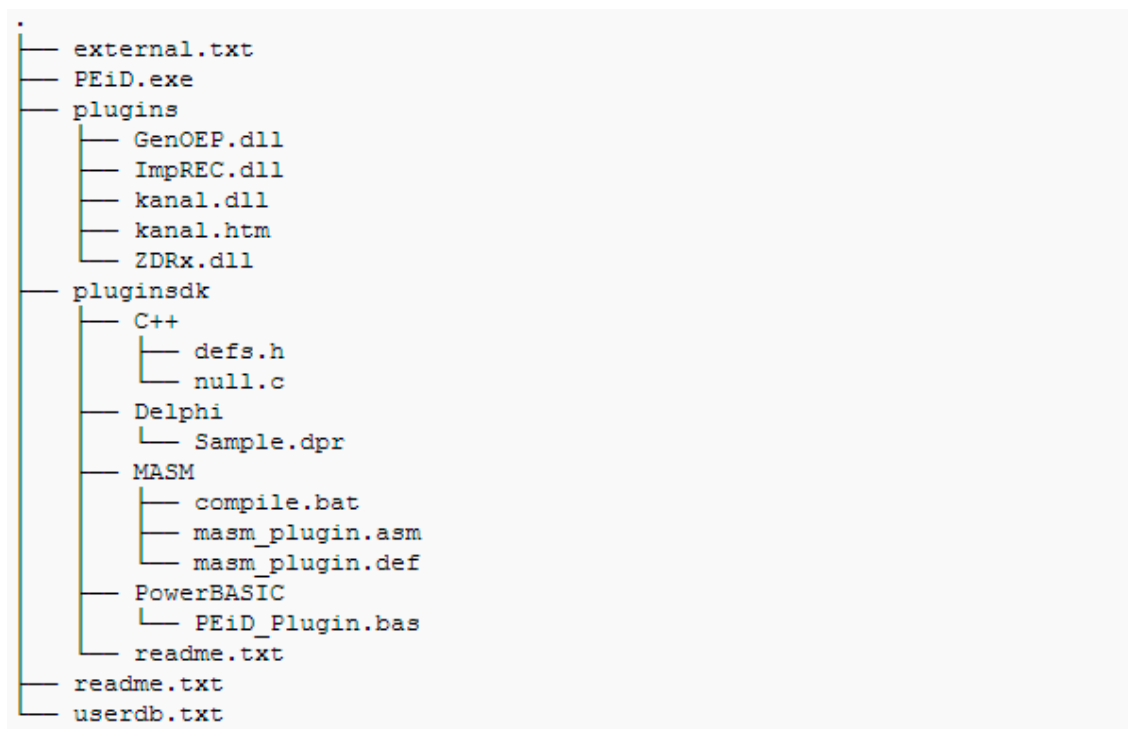 .
├── external.txt
├── PEiD.exe
├── plugins
│   ├── GenOEP.dll
│   ├── ImpREC.dll
│   ├── kanal.dll
│   ├── kanal.htm
│   └── ZDRx.dll
├── pluginsdk
│   ├── C++
│   │   ├── defs.h
│   │   └── null.c
│   ├── Delphi
│   │   └── Sample.dpr
│   ├── MASM
│   │   ├── compile.bat
│   │   ├── masm_plugin.asm
│   │   └── masm_plugin.def
│   ├── PowerBASIC
│   │   └── PEiD_Plugin.bas
│   └── readme.txt
├── readme.txt
└── userdb.txt